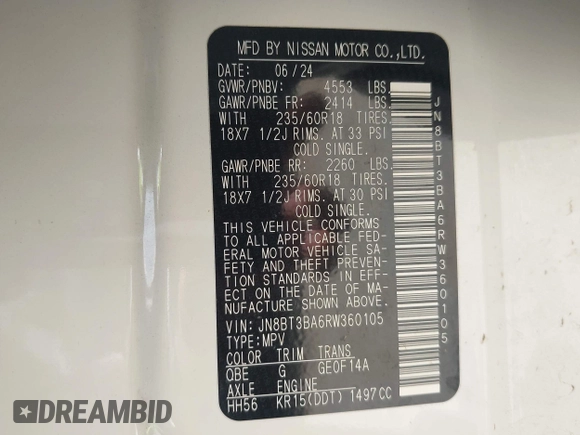 MFD BY NISSAN MOTOR CO.,LTD.
DATE: 06/24
GVWR/PNBV: 4553 LBS.
GAWR/PNBE FR: 2414 LBS.
WITH 235/60R18 TIRES.
18X7 1/2J RIMS. AT 33 PSI
COLD SINGLE.
GAWR/PNBE RR: 2260 LBS.
WITH 235/60R18 TIRES.
18X7 1/2J RIMS. AT 30 PSI
COLD SINGLE.
THIS VEHICLE CONFORMS
TO ALL APPLICABLE FED-
ERAL MOTOR VEHICLE SA-
FETY AND THEFT PREVEN-
TION STANDARDS IN EFF-
ECT ON THE DATE OF MA-
NUFACTURE SHOWN ABOVE.
VIN: JN8BT3BA6RW360105
TYPE:MPV
COLOR TRIM TRANS
QBE G GE0F14A
AXLE ENGINE
HH56 KR15(DDT) 1497CC
JN8BT3BA6RW360105
DREAMBID